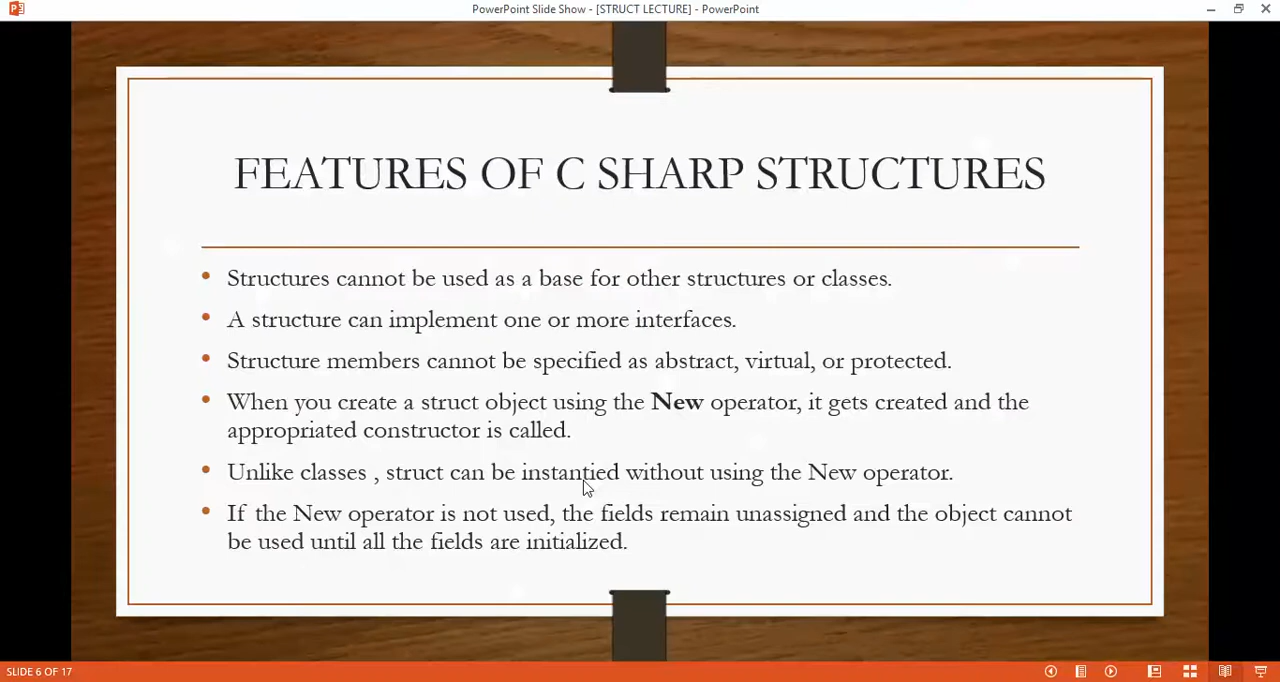 PowerPoint Slide Show - [STRUCT LECTURE] - PowerPoint
FEATURES OF C SHARP STRUCTURES
• Structures cannot be used as a base for other structures or classes.
• A structure can implement one or more interfaces.
• Structure members cannot be specified as abstract, virtual, or protected.
• When you create a struct object using the New operator, it gets created and the
appropriated constructor is called.
• Unlike classes , struct can be instantied without using the New operator.
• If the New operator is not used, the fields remain unassigned and the object cannot
be used until all the fields are initialized.
SLIDE 6 OF 17